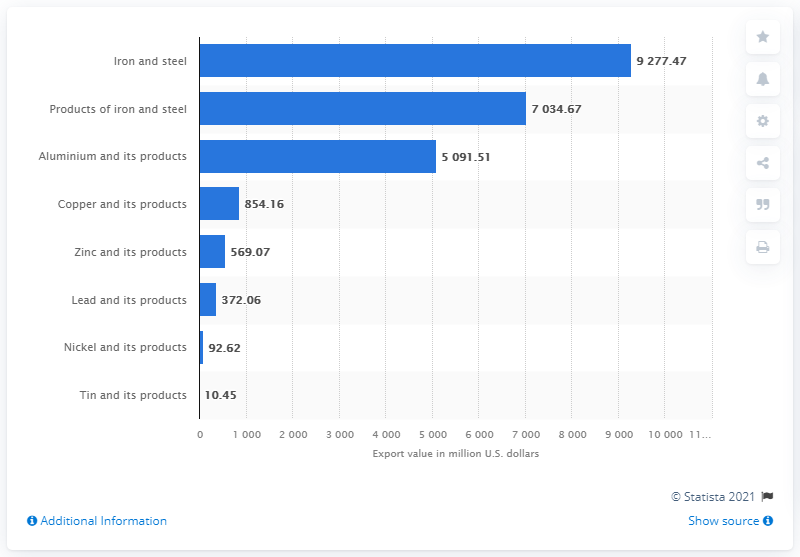 Iron and steel 9 277.47
Products of iron and steel 7 034.67
Aluminium and its products 5 091.51
Copper and its products 854.16
Zinc and its products 569.07
Lead and its products 372.06
Nickel and its products 92.62
Tin and its products 10.45
0 1 000 2 000 3 000 4 000 5 000 6 000 7 000 8 000 9 000 10 000 11...
Export value in million U.S. dollars
© Statista 2021
Additional Information Show source